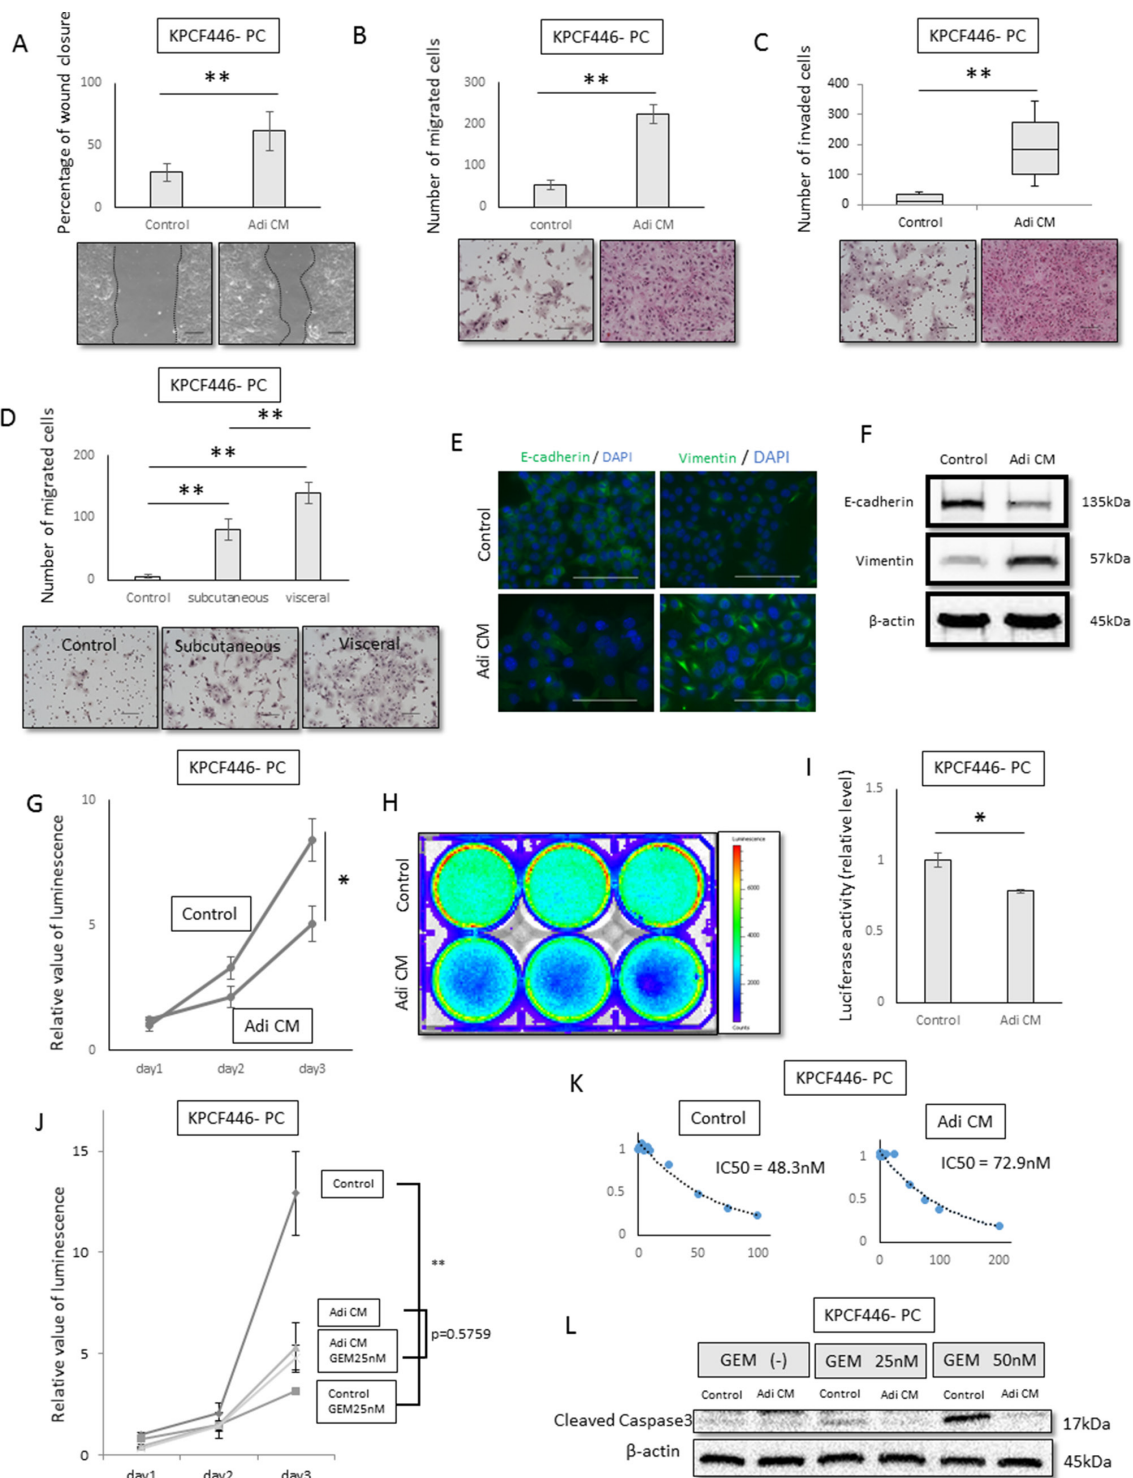 A
KPCF446- PC
Percentage of wound closure
100
50
0
**
Control
Adi CM
B
KPCF446- PC
Number of migrated cells
300
200
100
0
**
control
Adi CM
C
KPCF446- PC
Number of invaded cells
400
300
200
100
0
**
Control
Adi CM
D
KPCF446- PC
Number of migrated cells
200
100
0
**
**
**
Control
subcutaneous
visceral
Control
Subcutaneous
Visceral
E
E-cadherin / DAPI
Vimentin / DAPI
Control
Adi CM
F
Control
Adi CM
E-cadherin
135kDa
Vimentin
57kDa
β-actin
45kDa
G
KPCF446- PC
Relative value of luminescence
10
5
0
Control
Adi CM
*
day1
day2
day3
H
Control
Adi CM
Luminescence
6000
4000
2000
Counts
I
KPCF446- PC
Luciferase activity (relative level)
1.5
1
0.5
0
*
Control
Adi CM
J
KPCF446- PC
Relative value of luminescence
15
10
5
0
Control
Adi CM
Adi CM
GEM25nM
Control
GEM25nM
**
p=0.5759
day1
day2
day3
K
KPCF446- PC
Control
1
0.5
0
IC50 = 48.3nM
0
50
100
Adi CM
1
0.5
0
IC50 = 72.9nM
0
100
200
L
KPCF446- PC
GEM (-)
GEM 25nM
GEM 50nM
Control
Adi CM
Control
Adi CM
Control
Adi CM
Cleaved Caspase3
17kDa
β-actin
45kDa